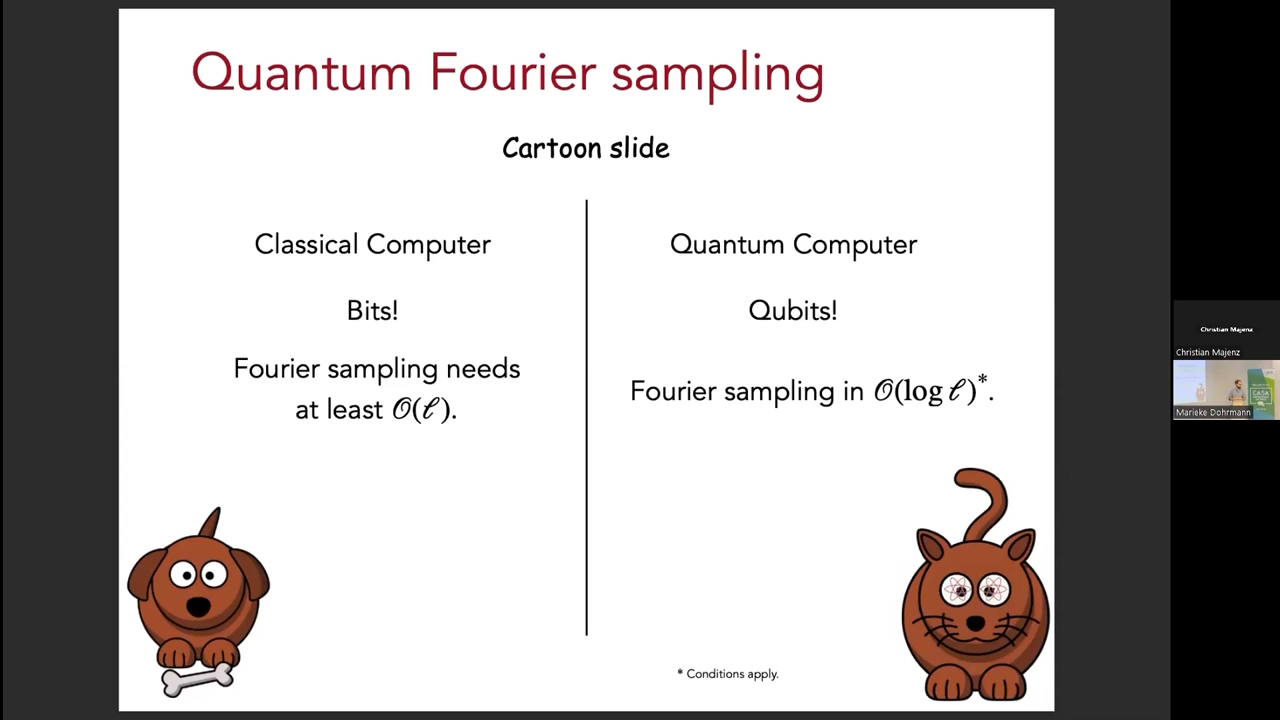 Quantum Fourier sampling
Cartoon slide
Classical Computer
Bits!
Fourier sampling needs
at least 𝒪(ℓ).
Quantum Computer
Qubits!
Fourier sampling in 𝒪(log ℓ)*.
* Conditions apply.
Christian Majenz
Christian Majenz
CASA
Marieke Dohrmann